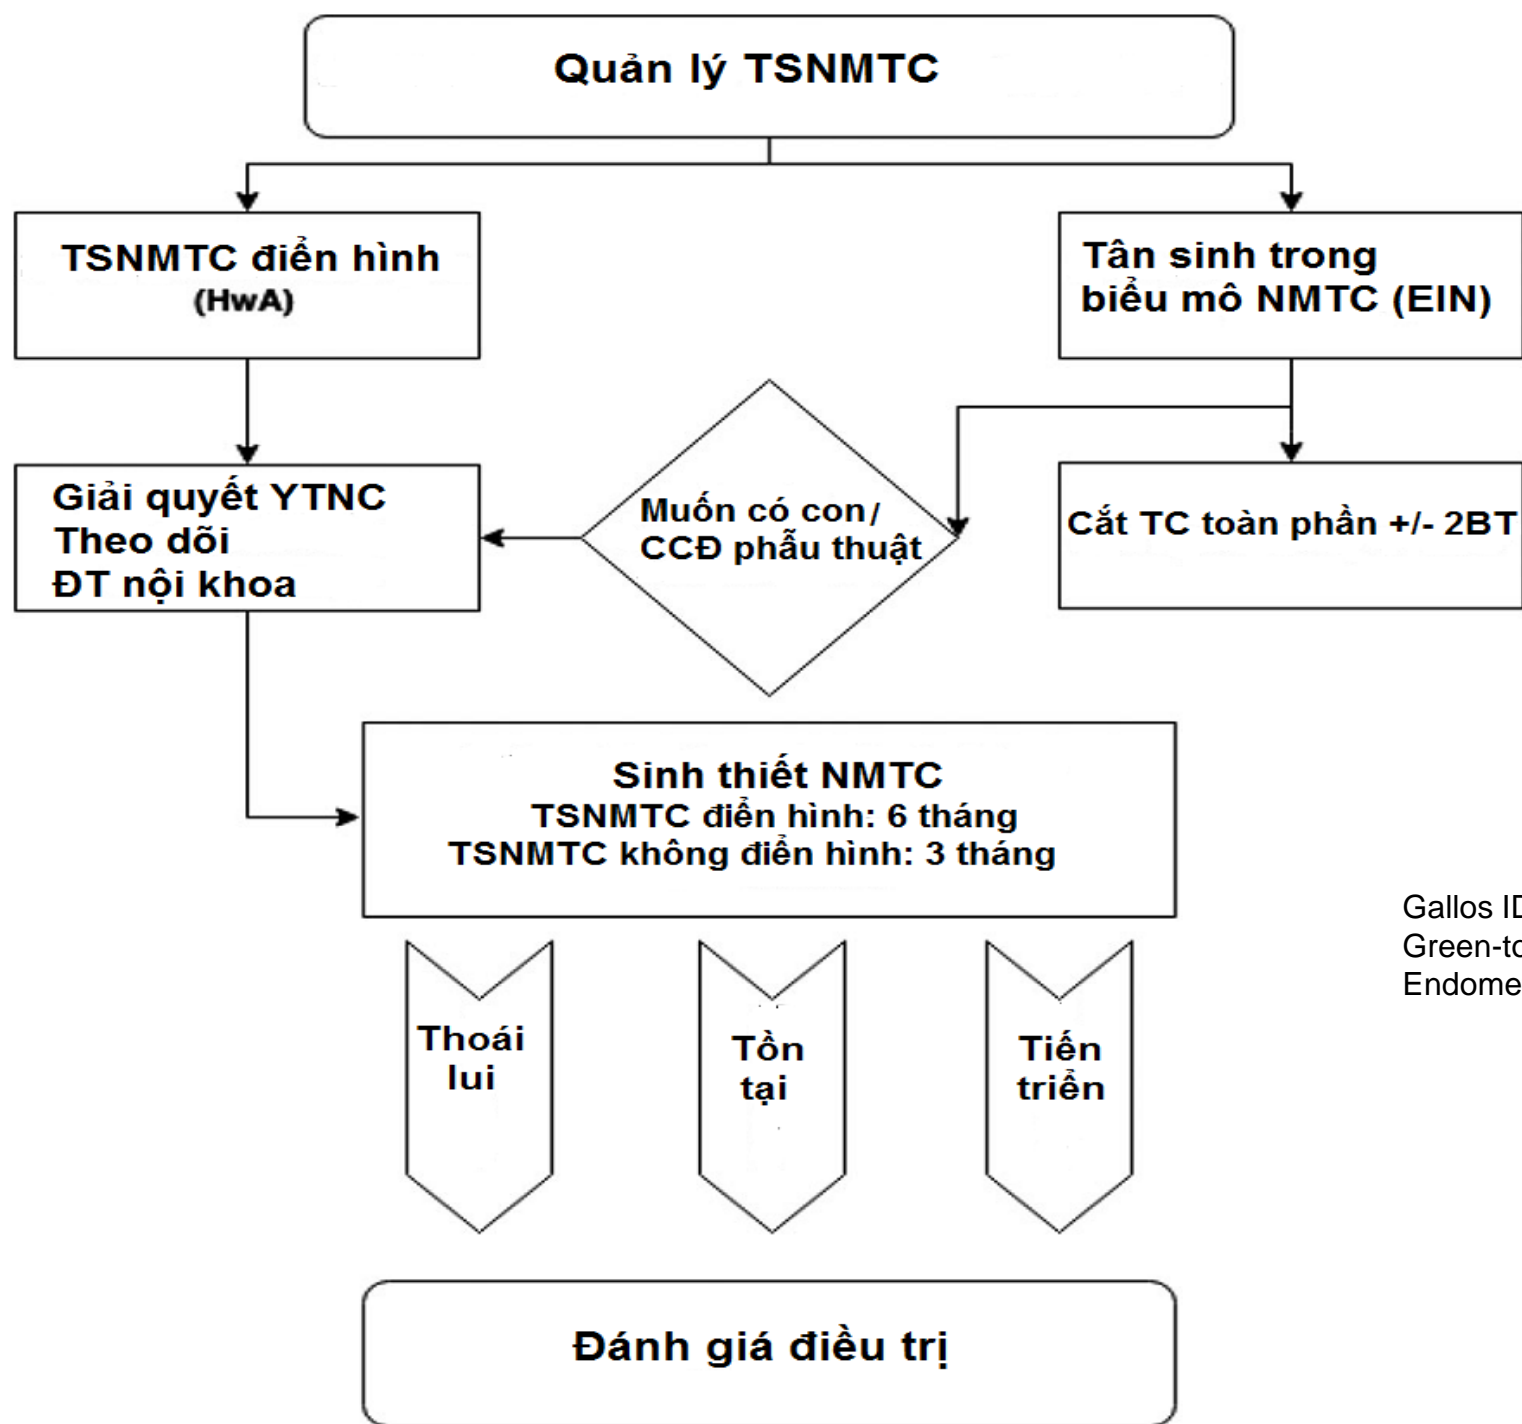 Quản lý TSNMTC
TSNMTC điển hình
(HwA)
Tân sinh trong
biểu mô NMTC (EIN)
Giải quyết YTNC
Theo dõi
ĐT nội khoa
Muốn có con/
CCĐ phẫu thuật
Cắt TC toàn phần +/- 2BT
Sinh thiết NMTC
TSNMTC điển hình: 6 tháng
TSNMTC không điển hình: 3 tháng
Gallos
Thoái
lui
Tồn
tại
Tiến
triển
Đánh giá điều trị